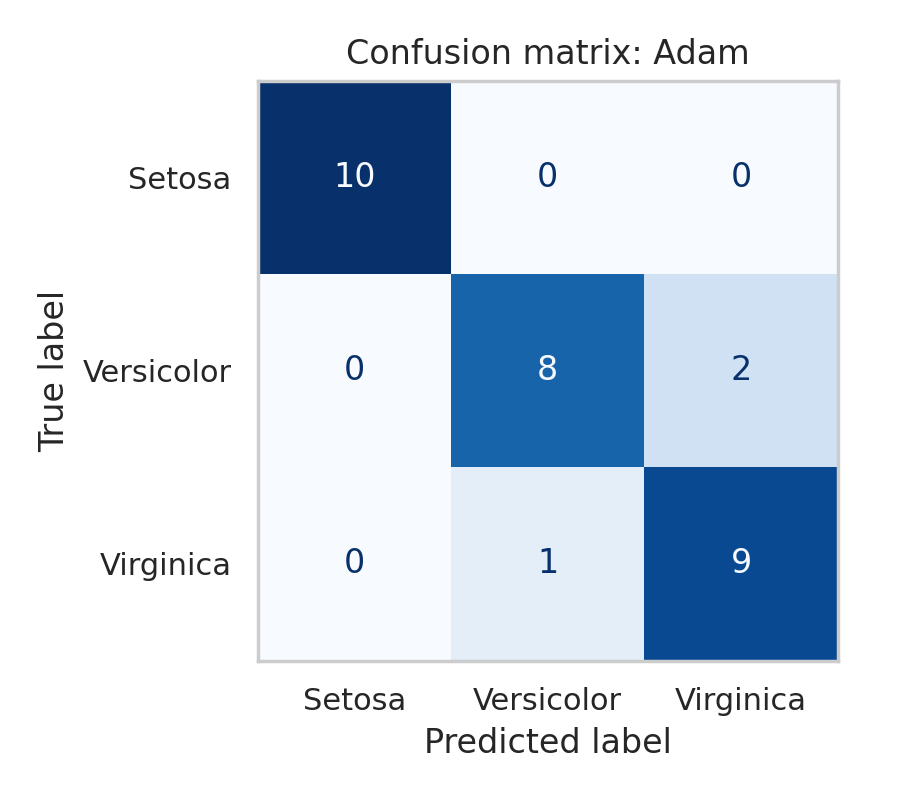 Confusion matrix: Adam
True label
Setosa
10 0 0
Versicolor
0 8 2
Virginica
0 1 9
Setosa Versicolor Virginica
Predicted label